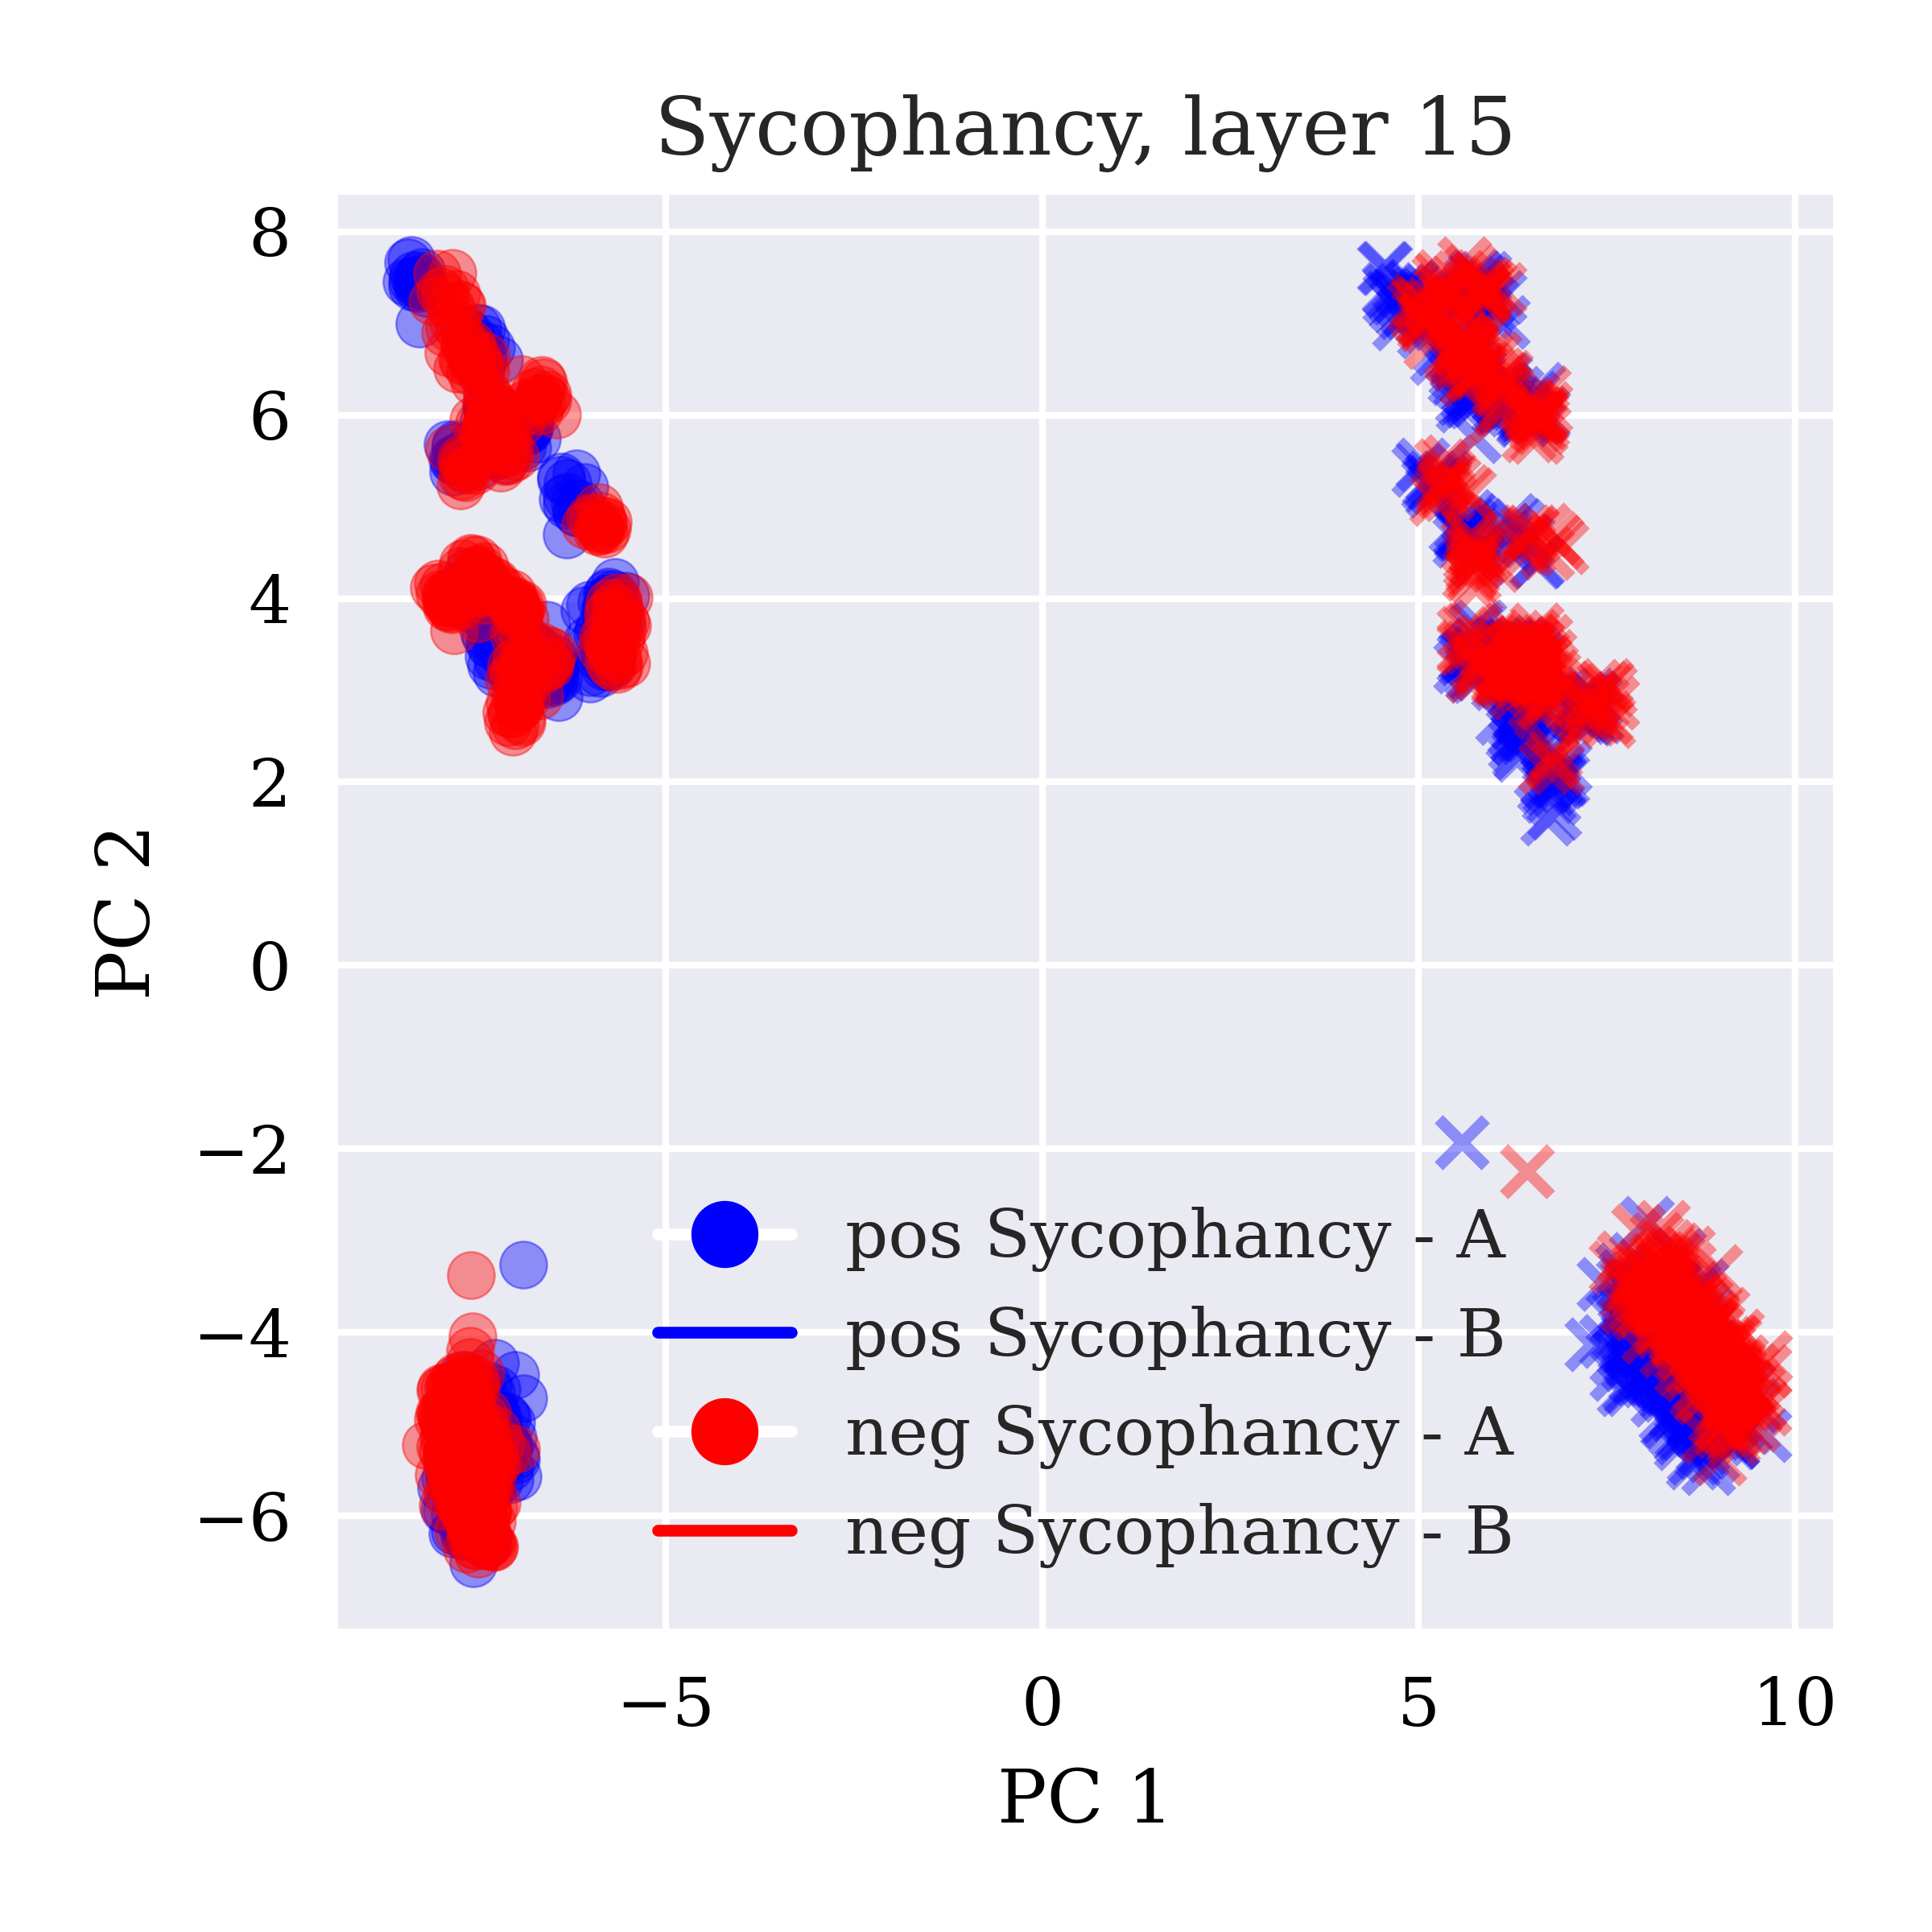 Sycophancy, layer 15
8
6
4
2
0
−2
−4
−6
PC 2
pos Sycophancy - A
pos Sycophancy - B
neg Sycophancy - A
neg Sycophancy - B
−5 0 5 10
PC 1